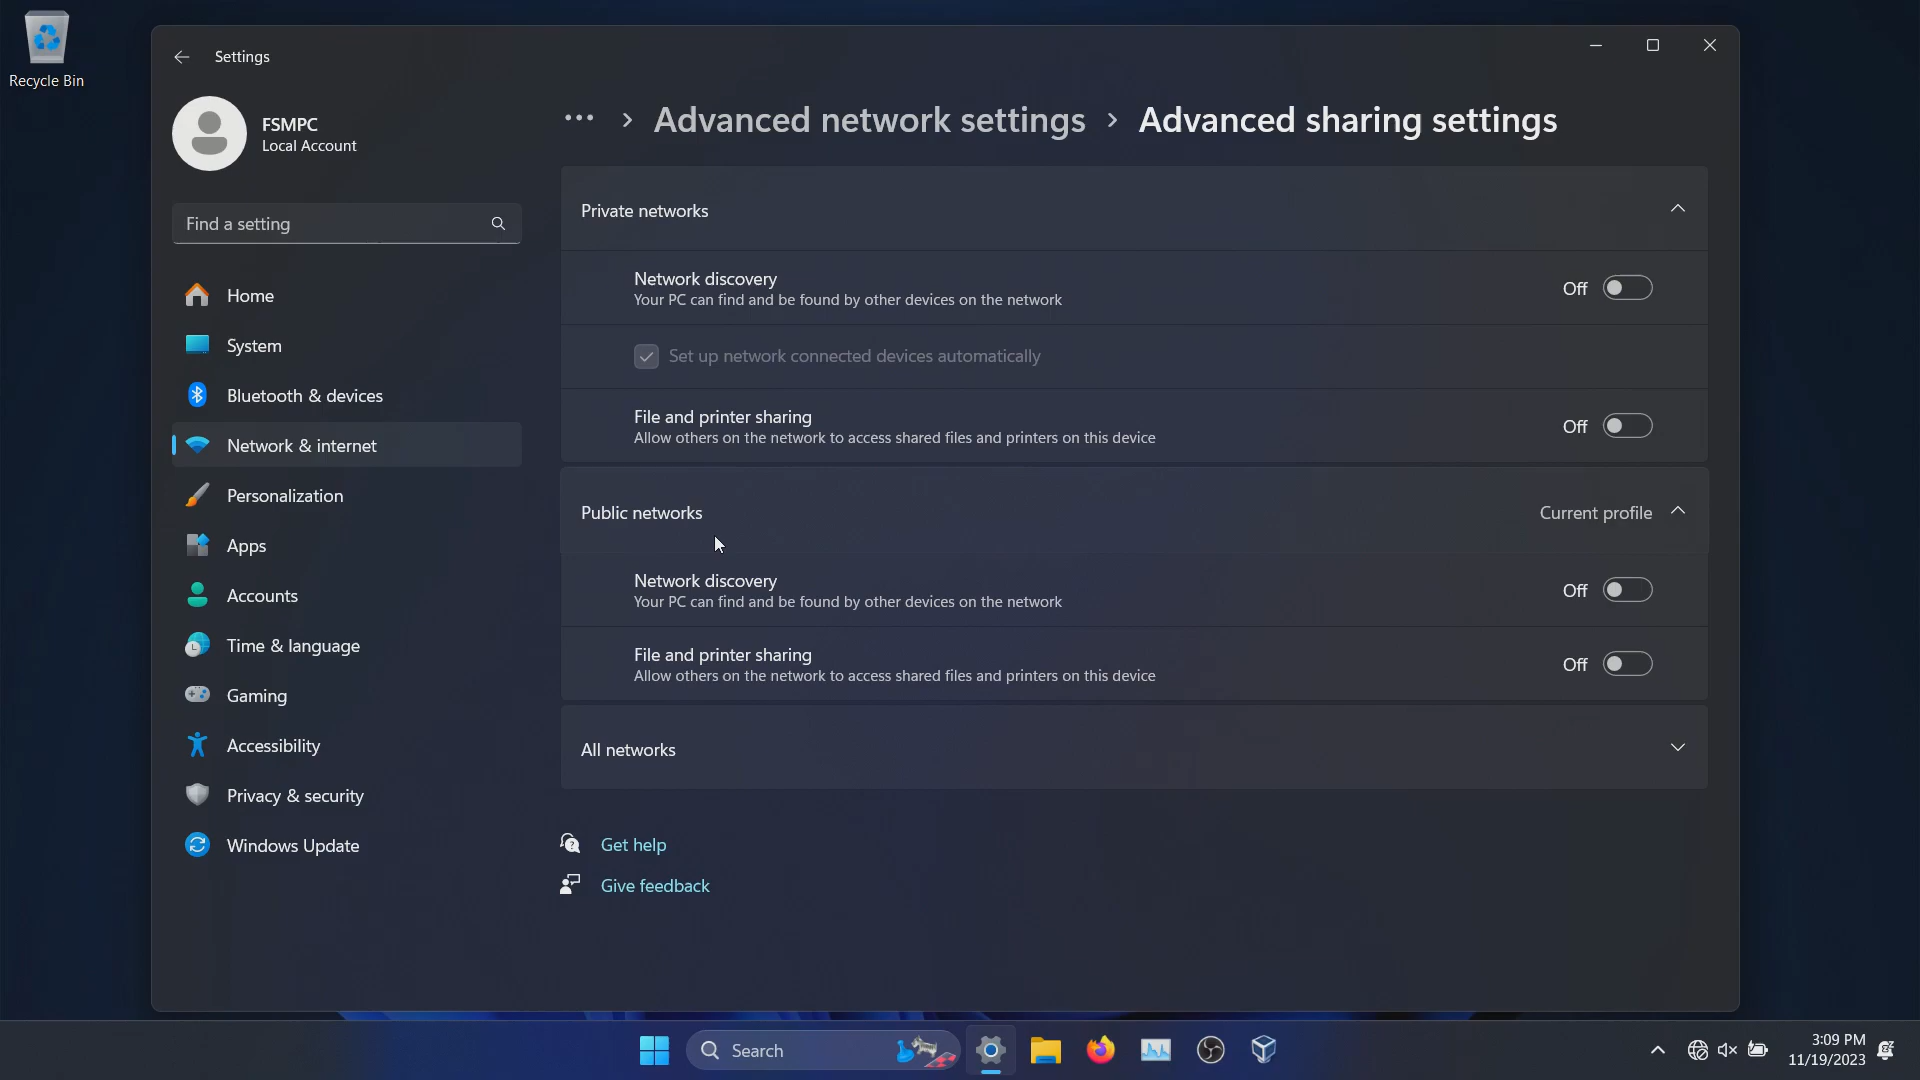 Recycle Bin
Settings
FSMPC
Local Account
Find a setting
Home
System
Bluetooth & devices
Network & internet
Personalization
Apps
Accounts
Time & language
Gaming
Accessibility
Privacy & security
Windows Update
... > Advanced network settings > Advanced sharing settings
Private networks
Network discovery
Your PC can find and be found by other devices on the network
Off
Set up network connected devices automatically
File and printer sharing
Allow others on the network to access shared files and printers on this device
Off
Public networks
Current profile
Network discovery
Your PC can find and be found by other devices on the network
Off
File and printer sharing
Allow others on the network to access shared files and printers on this device
Off
All networks
Get help
Give feedback
Search
3:09 PM
11/19/2023